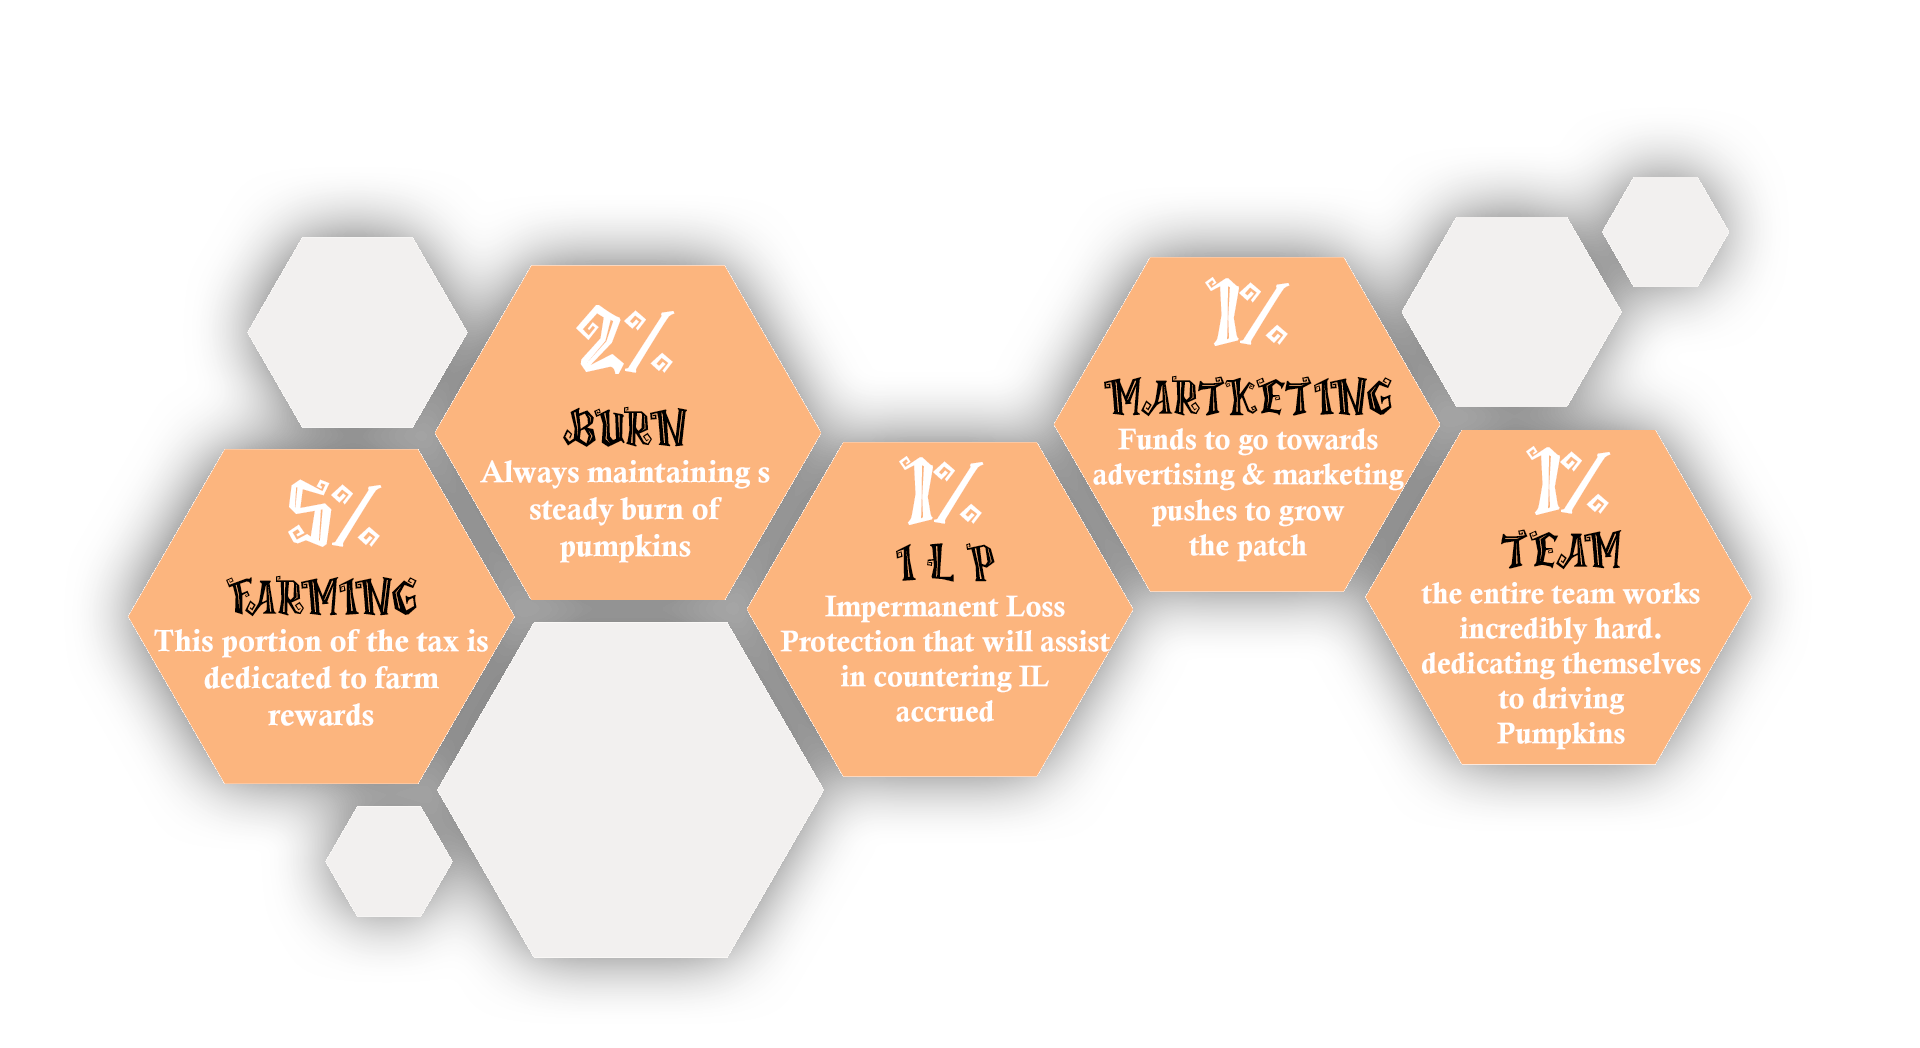 5%
FARMING
This portion of the tax is
dedicated to farm
rewards
2%
BURN
Always maintaining s
steady burn of
pumpkins
1%
ILP
Impermanent Loss
Protection that will assist
in countering IL
accrued
1%
MARTKETING
Funds to go towards
advertising & marketing
pushes to grow
the patch
1%
TEAM
the entire team works
incredibly hard.
dedicating themselves
to driving
Pumpkins